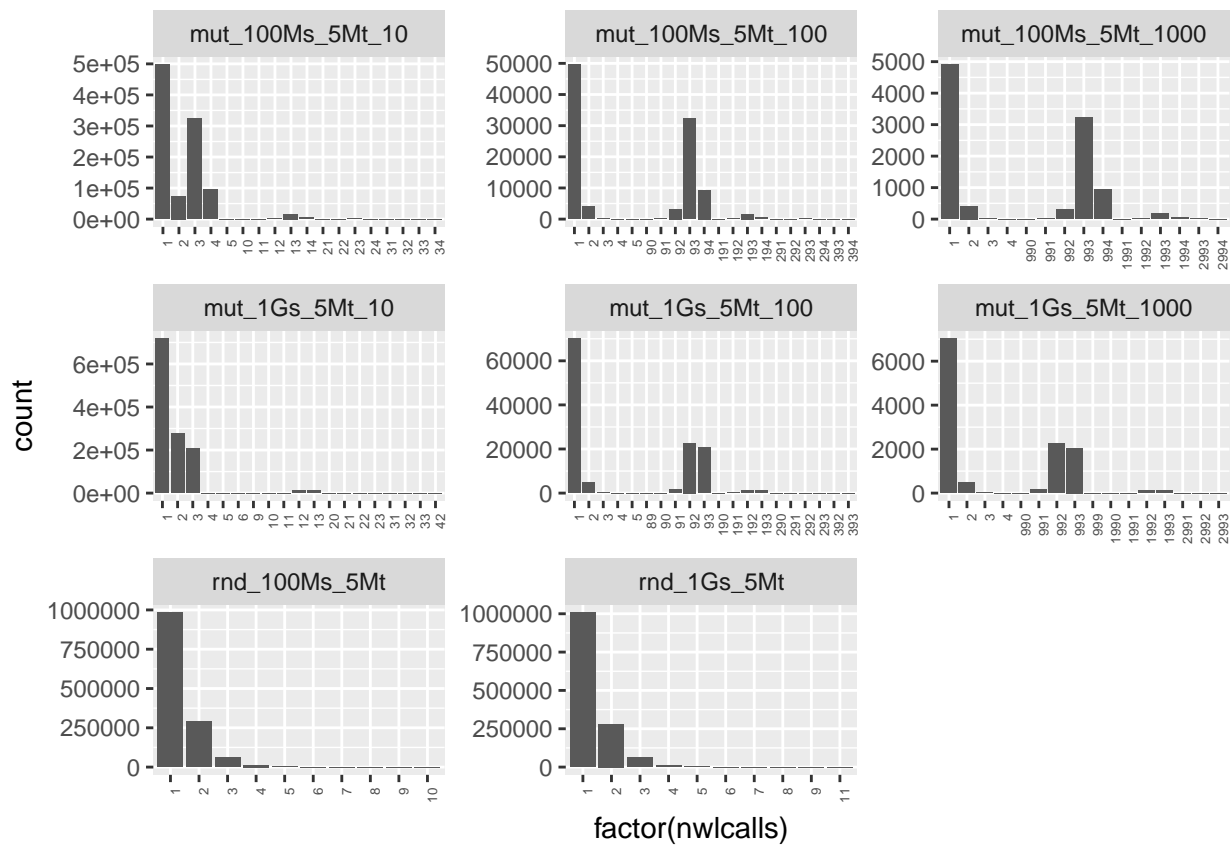 mut_100Ms_5Mt_10 mut_100Ms_5Mt_100 mut_100Ms_5Mt_1000
5e+05
4e+05
3e+05
2e+05
1e+05
0e+00
1 2 3 4 5 10 11 12 13 14 21 22 23 24 31 32 33 34
50000
40000
30000
20000
10000
0
1 2 3 4 5 90 91 92 93 94 191 192 193 194 291 292 293 294 393 394
5000
4000
3000
2000
1000
0
1 2 3 4 990 991 992 993 994 1991 1992 1993 1994 2993 2994
mut_1Gs_5Mt_10 mut_1Gs_5Mt_100 mut_1Gs_5Mt_1000
6e+05
4e+05
2e+05
0e+00
1 2 3 4 5 6 9 10 11 12 13 20 21 22 23 31 32 33 42
60000
40000
20000
0
1 2 3 4 5 89 90 91 92 93 190 191 192 193 290 291 292 293 392 393
6000
4000
2000
0
1 2 3 4 990 991 992 993 999 1990 1991 1992 1993 2991 2992 2993
rnd_100Ms_5Mt rnd_1Gs_5Mt
1000000
750000
500000
250000
0
1 2 3 4 5 6 7 8 9 10
1000000
750000
500000
250000
0
1 2 3 4 5 6 7 8 9 11
count
factor(nwlcalls)